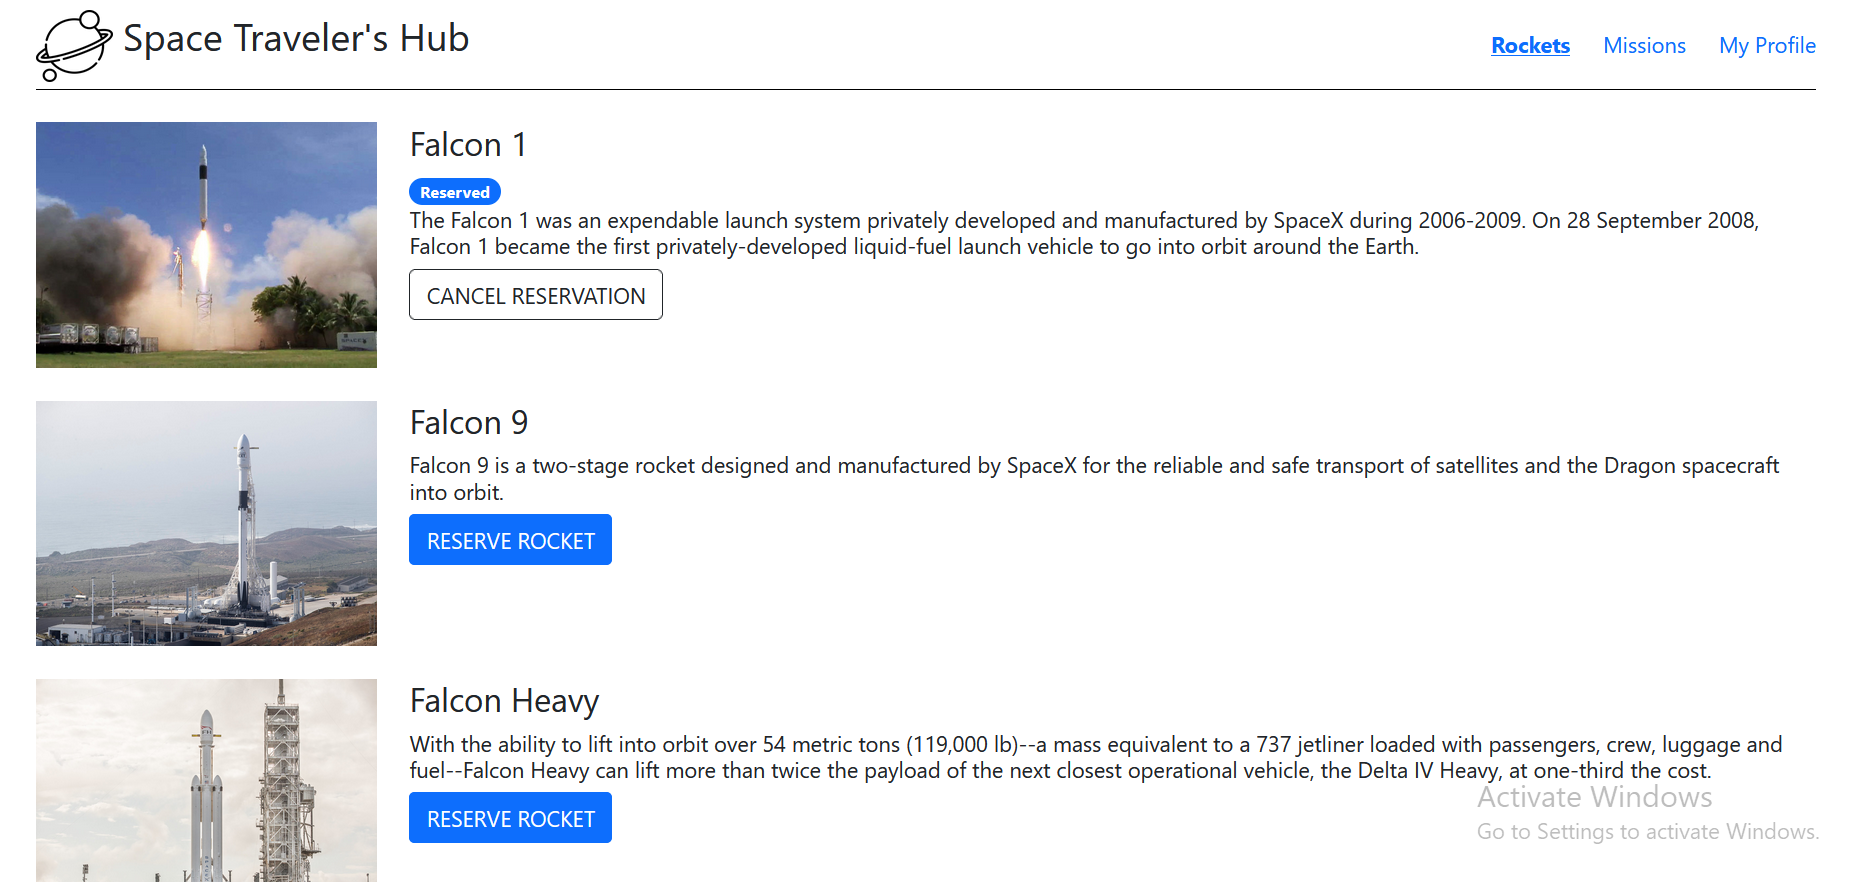 Space Traveler's Hub
Rockets
Missions
My Profile
Falcon 1
Reserved
The Falcon 1 was an expendable launch system privately developed and manufactured by SpaceX during 2006-2009. On 28 September 2008,
Falcon 1 became the first privately-developed liquid-fuel launch vehicle to go into orbit around the Earth.
CANCEL RESERVATION
Falcon 9
Falcon 9 is a two-stage rocket designed and manufactured by SpaceX for the reliable and safe transport of satellites and the Dragon spacecraft
into orbit.
RESERVE ROCKET
Falcon Heavy
With the ability to lift into orbit over 54 metric tons (119,000 lb)--a mass equivalent to a 737 jetliner loaded with passengers, crew, luggage and
fuel--Falcon Heavy can lift more than twice the payload of the next closest operational vehicle, the Delta IV Heavy, at one-third the cost.
RESERVE ROCKET
Activate Windows
Go to Settings to activate Windows.